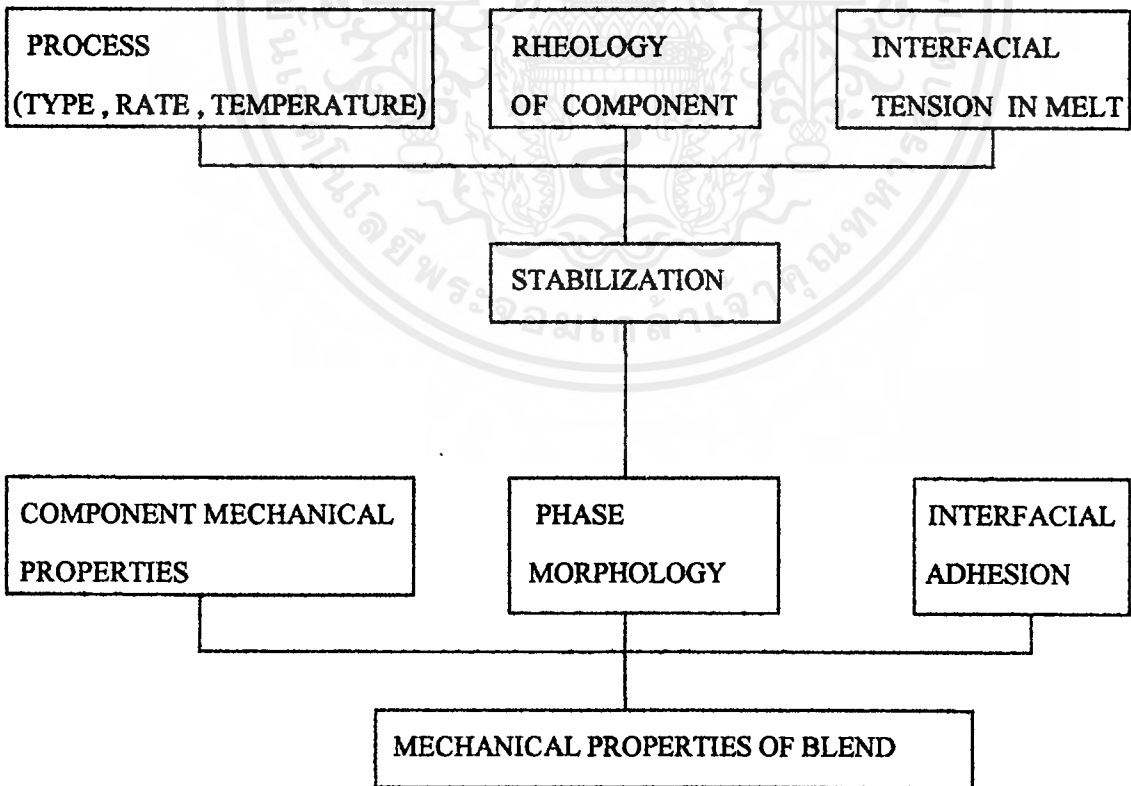 PROCESS
(TYPE , RATE , TEMPERATURE)
RHEOLOGY
OF COMPONENT
INTERFACIAL
TENSION IN MELT
STABILIZATION
COMPONENT MECHANICAL
PROPERTIES
PHASE
MORPHOLOGY
INTERFACIAL
ADHESION
MECHANICAL PROPERTIES OF BLEND